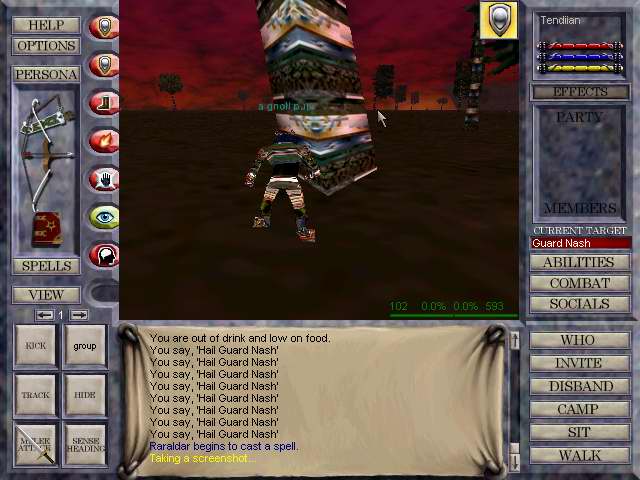 HELP
OPTIONS
PERSONA
SPELLS
VIEW
1
KICK
group
TRACK
HIDE
MELEE ATTACK
SENSE HEADING
a gnoll pup
102 0.0% 0.0% 593
You are out of drink and low on food.
You say, 'Hail Guard Nash'
You say, 'Hail Guard Nash'
You say, 'Hail Guard Nash'
You say, 'Hail Guard Nash'
You say, 'Hail Guard Nash'
You say, 'Hail Guard Nash'
You say, 'Hail Guard Nash'
You say, 'Hail Guard Nash'
Raraldar begins to cast a spell.
Taking a screenshot...
Tendiian
EFFECTS
PARTY
MEMBERS
CURRENT TARGET
Guard Nash
ABILITIES
COMBAT
SOCIALS
WHO
INVITE
DISBAND
CAMP
SIT
WALK